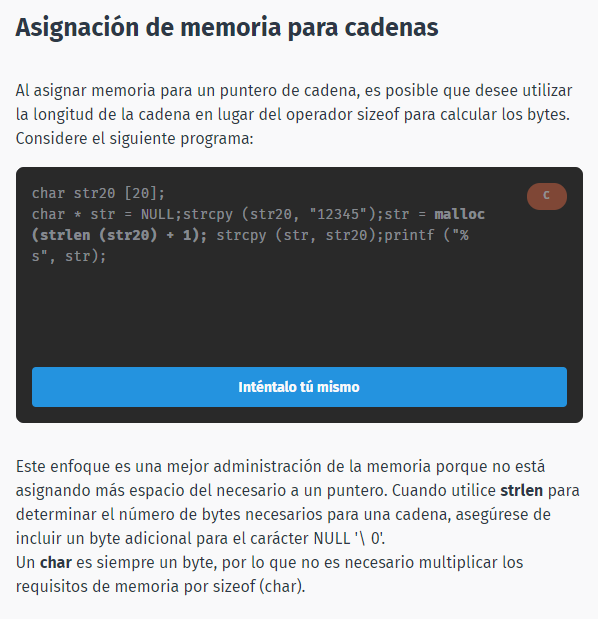 Asignación de memoria para cadenas
Al asignar memoria para un puntero de cadena, es posible que desee utilizar
la longitud de la cadena en lugar del operador sizeof para calcular los bytes.
Considere el siguiente programa:
char str20 [20];
C
char * str = NULL;strcpy (str20, "12345");str = malloc
(strlen (str20) + 1); strcpy (str, str20);printf ("%
s", str);
Inténtalo tú mismo
Este enfoque es una mejor administración de la memoria porque no está
asignando más espacio del necesario a un puntero. Cuando utilice strlen para
determinar el número de bytes necesarios para una cadena, asegúrese de
incluir un byte adicional para el carácter NULL '\ 0'.
Un char es siempre un byte, por lo que no es necesario multiplicar los
requisitos de memoria por sizeof (char).